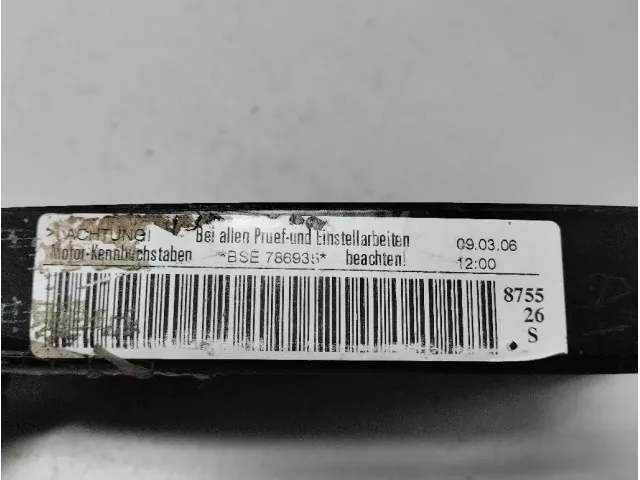 ACHTUNG! Bei allen Pruef-und Einstellarbeiten 09.03.06
Motor-Kennbuchstaben *BSE 786935* beachten! 12:00
8755
26
S